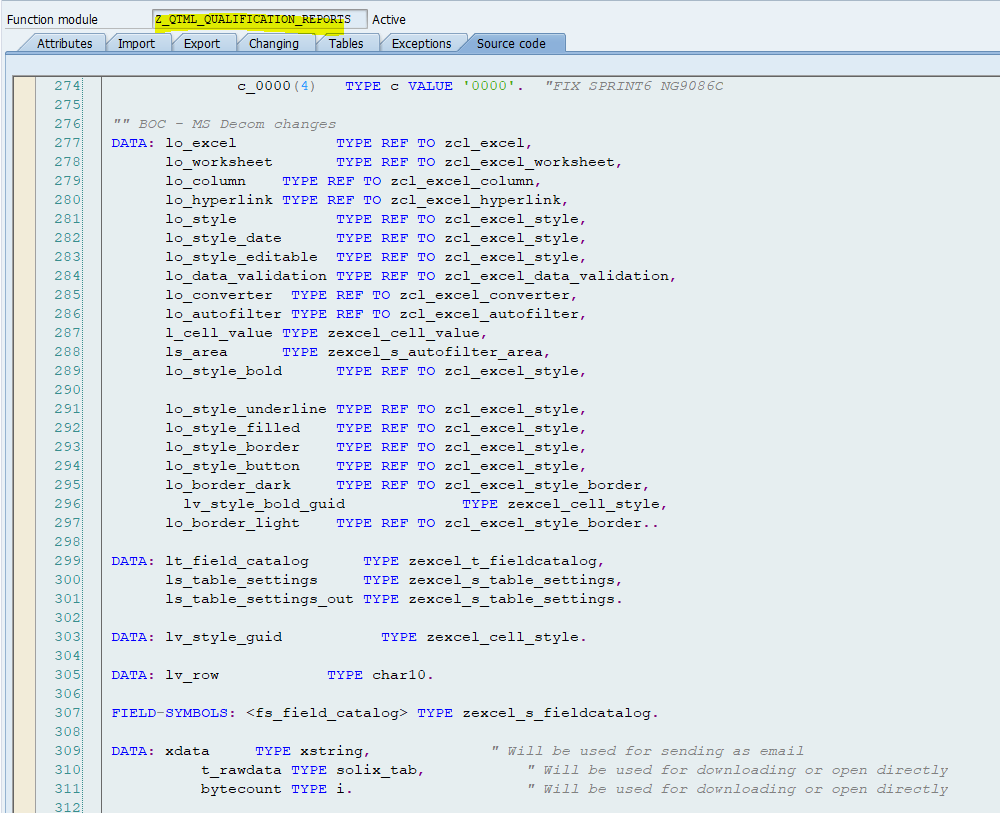 Function module Z_QTML_QUALIFICATION_REPORTS Active
Attributes Import Export Changing Tables Exceptions Source code
274 c_0000(4) TYPE c VALUE '0000'. "FIX SPRINT6 NG9086C
275
276 "" BOC - MS Decom changes
277 DATA: lo_excel TYPE REF TO zcl_excel,
278 lo_worksheet TYPE REF TO zcl_excel_worksheet,
279 lo_column TYPE REF TO zcl_excel_column,
280 lo_hyperlink TYPE REF TO zcl_excel_hyperlink,
281 lo_style TYPE REF TO zcl_excel_style,
282 lo_style_date TYPE REF TO zcl_excel_style,
283 lo_style_editable TYPE REF TO zcl_excel_style,
284 lo_data_validation TYPE REF TO zcl_excel_data_validation,
285 lo_converter TYPE REF TO zcl_excel_converter,
286 lo_autofilter TYPE REF TO zcl_excel_autofilter,
287 l_cell_value TYPE zexcel_cell_value,
288 ls_area TYPE zexcel_s_autofilter_area,
289 lo_style_bold TYPE REF TO zcl_excel_style,
290
291 lo_style_underline TYPE REF TO zcl_excel_style,
292 lo_style_filled TYPE REF TO zcl_excel_style,
293 lo_style_border TYPE REF TO zcl_excel_style,
294 lo_style_button TYPE REF TO zcl_excel_style,
295 lo_border_dark TYPE REF TO zcl_excel_style_border,
296 lv_style_bold_guid TYPE zexcel_cell_style,
297 lo_border_light TYPE REF TO zcl_excel_style_border..
298
299 DATA: lt_field_catalog TYPE zexcel_t_fieldcatalog,
300 ls_table_settings TYPE zexcel_s_table_settings,
301 ls_table_settings_out TYPE zexcel_s_table_settings.
302
303 DATA: lv_style_guid TYPE zexcel_cell_style.
304
305 DATA: lv_row TYPE char10.
306
307 FIELD-SYMBOLS: <fs_field_catalog> TYPE zexcel_s_fieldcatalog.
308
309 DATA: xdata TYPE xstring, " Will be used for sending as email
310 t_rawdata TYPE solix_tab, " Will be used for downloading or open directly
311 bytecount TYPE i. " Will be used for downloading or open directly
312